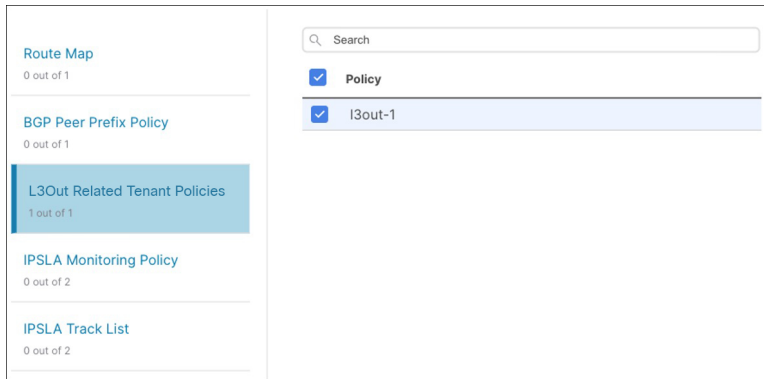 Route Map
0 out of 1
BGP Peer Prefix Policy
0 out of 1
L3Out Related Tenant Policies
1 out of 1
IPSLA Monitoring Policy
0 out of 2
IPSLA Track List
0 out of 2
Search
Policy
l3out-1